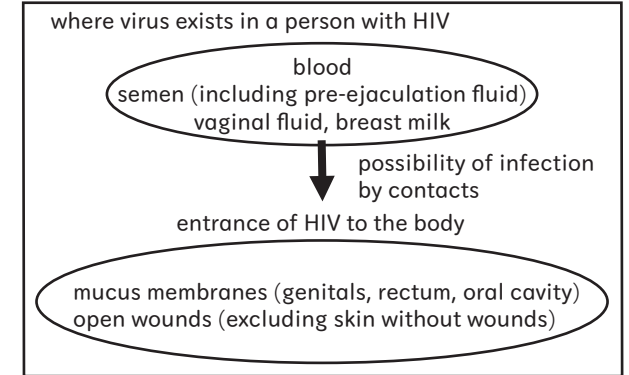 where virus exists in a person with HIV
blood
semen (including pre-ejaculation fluid)
vaginal fluid, breast milk
possibility of infection
by contacts
entrance of HIV to the body
mucus membranes (genitals, rectum, oral cavity)
open wounds (excluding skin without wounds)